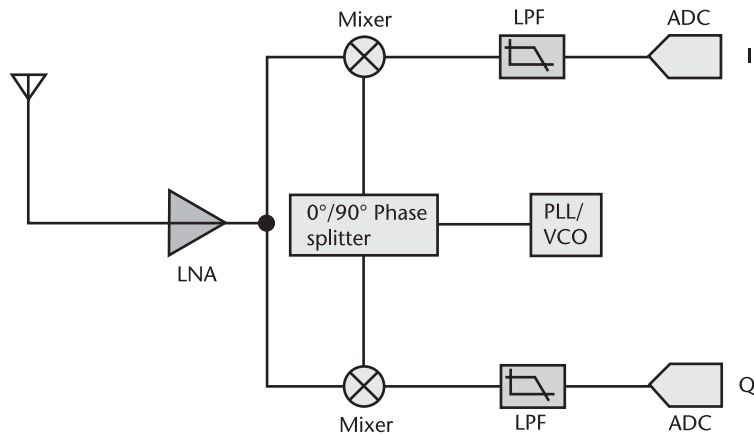 Mixer
LPF
ADC
I
0°/90° Phase
splitter
PLL/
VCO
LNA
Mixer
LPF
ADC
Q